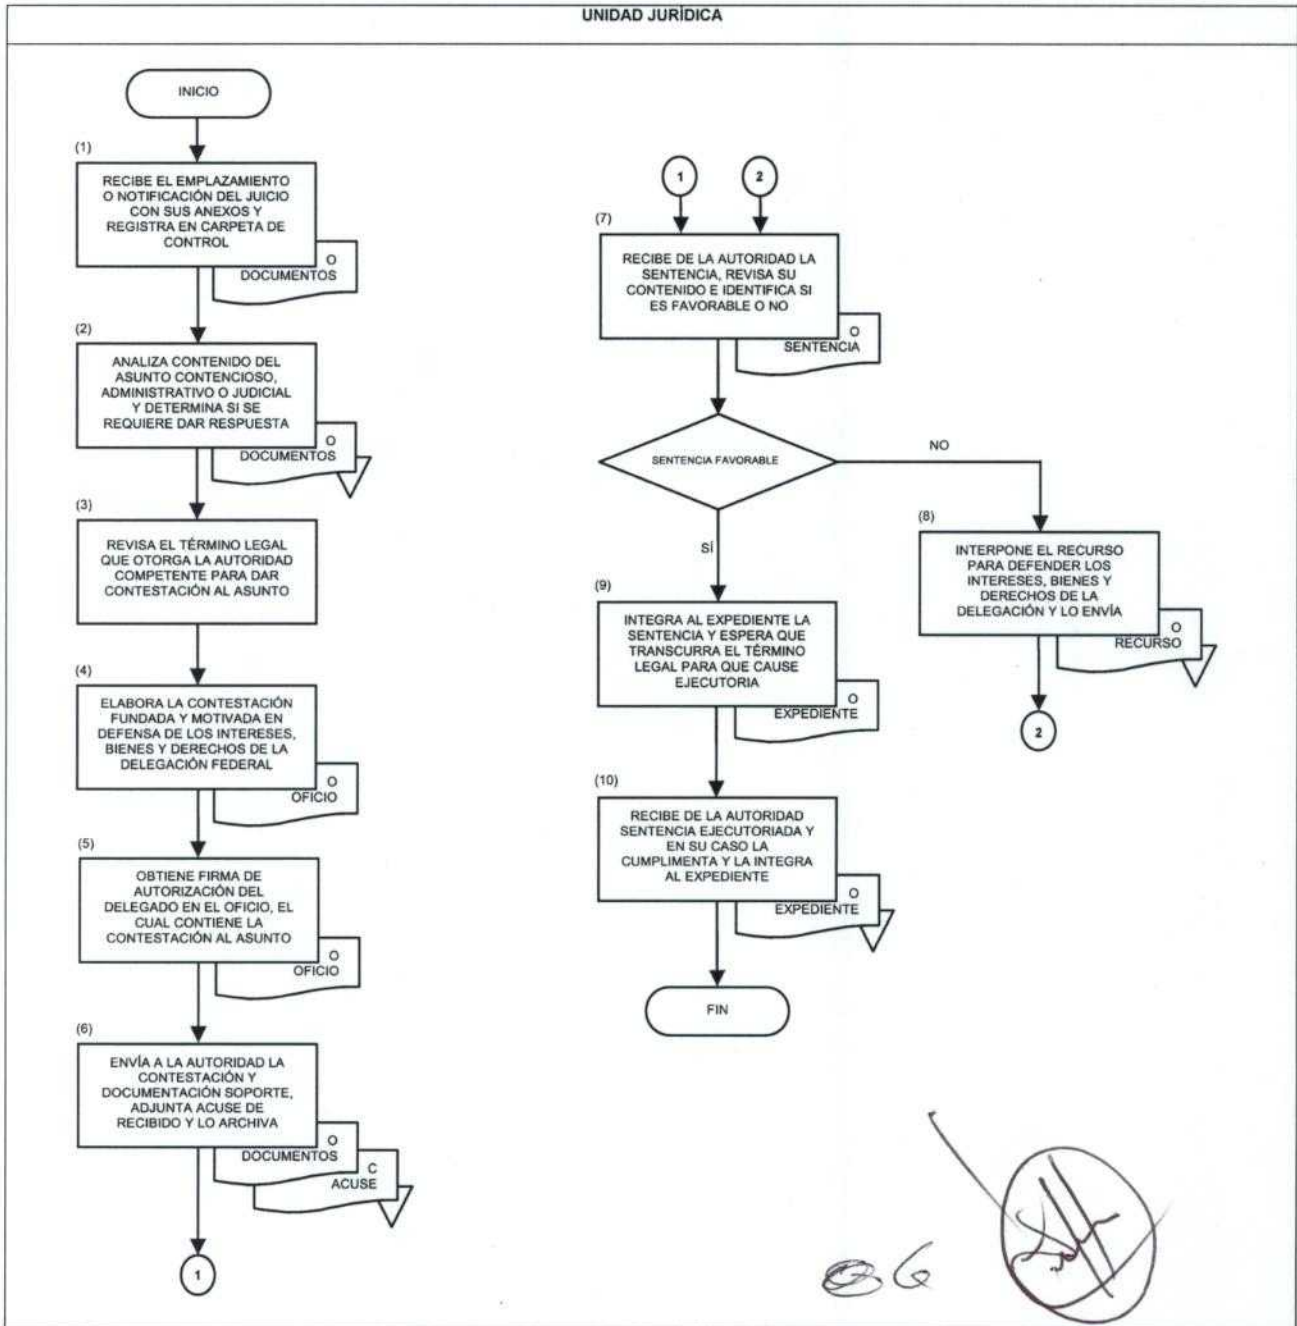 UNIDAD JURÍDICA
INICIO
(1)
RECIBE EL EMPLAZAMIENTO
O NOTIFICACIÓN DEL JUICIO
CON SUS ANEXOS Y
REGISTRA EN CARPETA DE
CONTROL
O
DOCUMENTOS
(2)
ANALIZA CONTENIDO DEL
ASUNTO CONTENCIOSO,
ADMINISTRATIVO O JUDICIAL
Y DETERMINA SI SE
REQUIERE DAR RESPUESTA
O
DOCUMENTOS
(3)
REVISA EL TÉRMINO LEGAL
QUE OTORGA LA AUTORIDAD
COMPETENTE PARA DAR
CONTESTACIÓN AL ASUNTO
(4)
ELABORA LA CONTESTACIÓN
FUNDADA Y MOTIVADA EN
DEFENSA DE LOS INTERESES,
BIENES Y DERECHOS DE LA
DELEGACIÓN FEDERAL
O
OFICIO
(5)
OBTIENE FIRMA DE
AUTORIZACIÓN DEL
DELEGADO EN EL OFICIO, EL
CUAL CONTIENE LA
CONTESTACIÓN AL ASUNTO
O
OFICIO
(6)
ENVÍA A LA AUTORIDAD LA
CONTESTACIÓN Y
DOCUMENTACIÓN SOPORTE,
ADJUNTA ACUSE DE
RECIBIDO Y LO ARCHIVA
O
DOCUMENTOS
C
ACUSE
1
1
2
(7)
RECIBE DE LA AUTORIDAD LA
SENTENCIA, REVISA SU
CONTENIDO E IDENTIFICA SI
ES FAVORABLE O NO
O
SENTENCIA
SENTENCIA FAVORABLE
NO
SÍ
(8)
INTERPONE EL RECURSO
PARA DEFENDER LOS
INTERESES, BIENES Y
DERECHOS DE LA
DELEGACIÓN Y LO ENVÍA
O
RECURSO
2
(9)
INTEGRA AL EXPEDIENTE LA
SENTENCIA Y ESPERA QUE
TRANSCURRA EL TÉRMINO
LEGAL PARA QUE CAUSE
EJECUTORIA
O
EXPEDIENTE
(10)
RECIBE DE LA AUTORIDAD
SENTENCIA EJECUTORIADA Y
EN SU CASO LA
CUMPLIMENTA Y LA INTEGRA
AL EXPEDIENTE
O
EXPEDIENTE
FIN